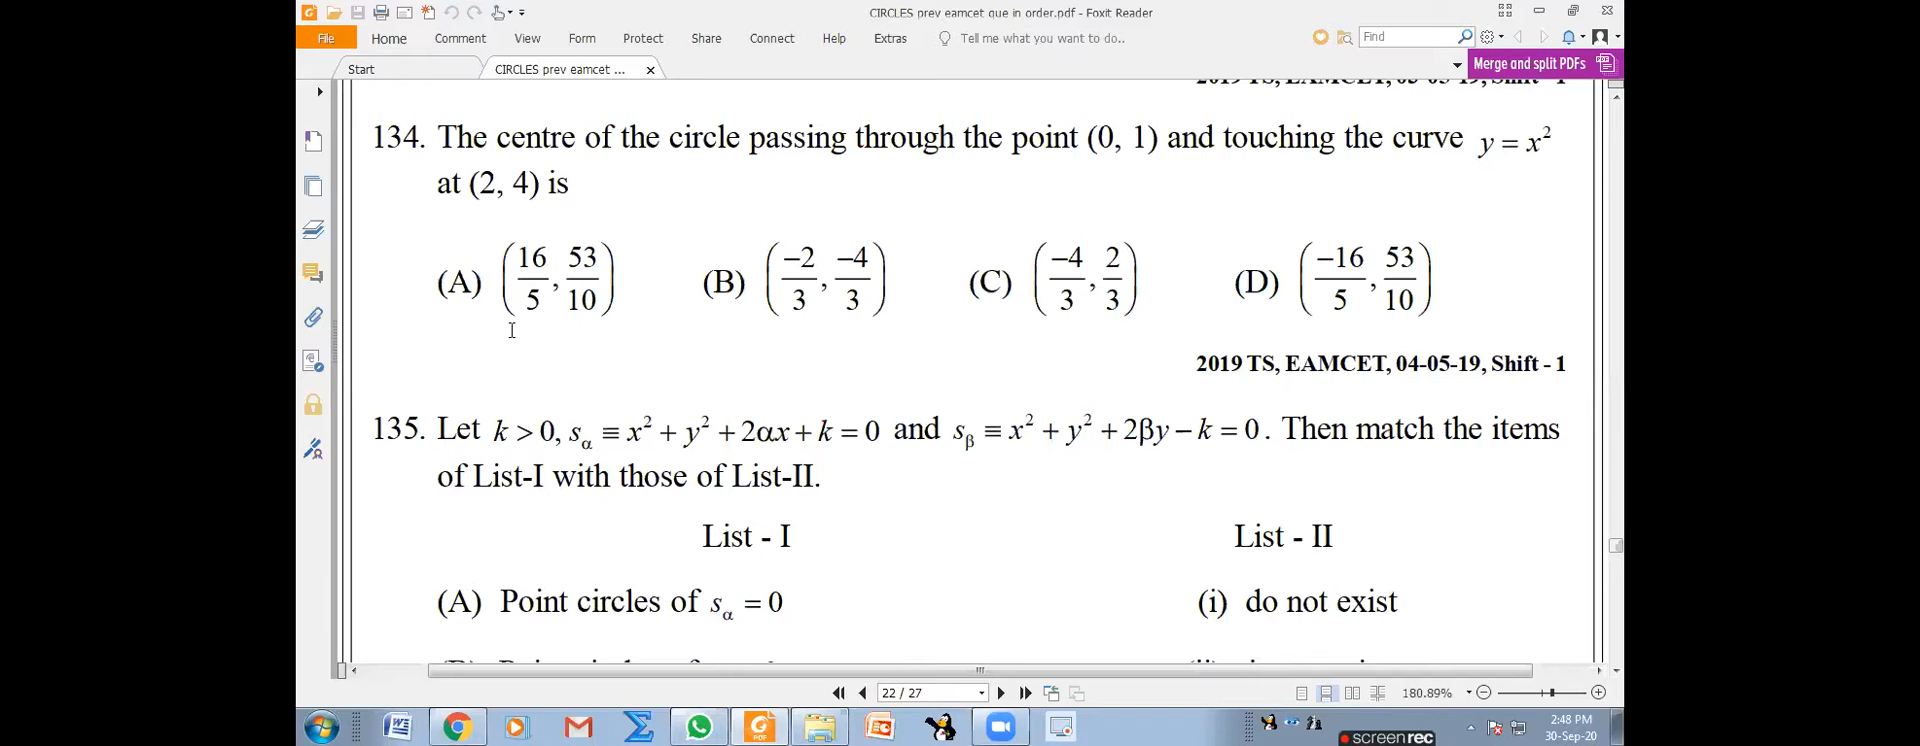 CIRCLES prev eamcet que in order.pdf - Foxit Reader
File Home Comment View Form Protect Share Connect Help Extras Tell me what you want to do.. Find
Start CIRCLES prev eamcet ... Merge and split PDFs
134. The centre of the circle passing through the point (0, 1) and touching the curve y = x²
at (2, 4) is
(A) (16/5, 53/10) (B) (-2/3, -4/3) (C) (-4/3, 2/3) (D) (-16/5, 53/10)
2019 TS, EAMCET, 04-05-19, Shift - 1
135. Let k > 0, s_α ≡ x² + y² + 2αx + k = 0 and s_β ≡ x² + y² + 2βy − k = 0. Then match the items
of List-I with those of List-II.
List - I List - II
(A) Point circles of s_α = 0 (i) do not exist
22 / 27 180.89%
2:48 PM
30-Sep-20
screenrec